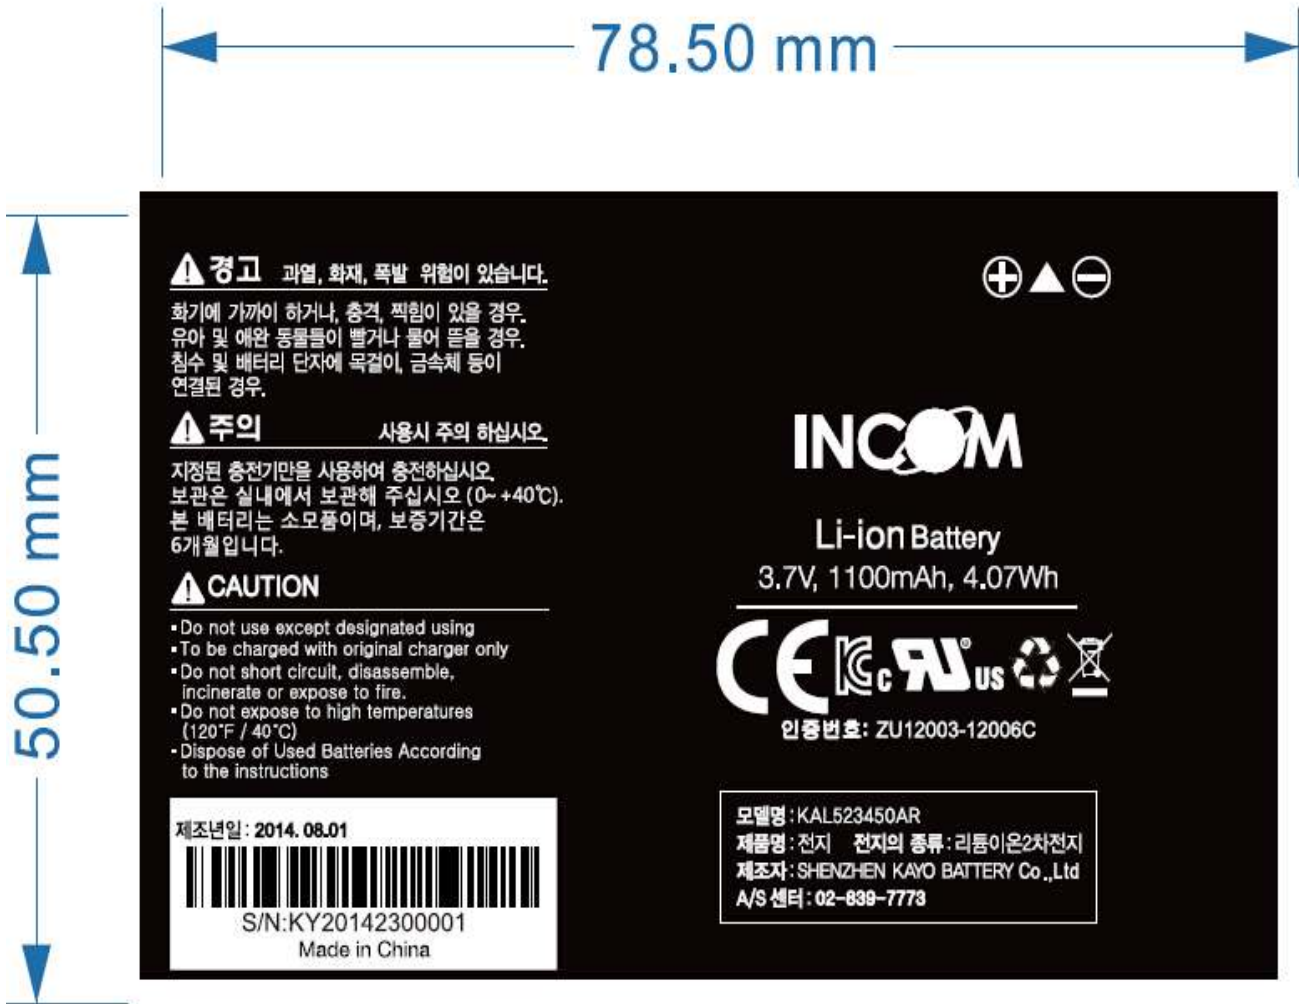 78.50 mm
50.50 mm
경고 과열, 화재, 폭발 위험이 있습니다.
화기에 가까이 하거나, 충격, 찍힘이 있을 경우.
유아 및 애완 동물들이 빨거나 물어 뜯을 경우.
침수 및 배터리 단자에 목걸이, 금속체 등이
연결된 경우.
주의 사용시 주의 하십시오.
지정된 충전기만을 사용하여 충전하십시오.
보관은 실내에서 보관해 주십시오 (0~ +40℃).
본 배터리는 소모품이며, 보증기간은
6개월입니다.
CAUTION
▪Do not use except designated using
▪To be charged with original charger only
▪Do not short circuit, disassemble,
incinerate or expose to fire.
▪Do not expose to high temperatures
(120°F / 40°C)
▪Dispose of Used Batteries According
to the instructions
제조년일 : 2014. 08.01
S/N:KY20142300001
Made in China
INCOM
Li-ion Battery
3.7V, 1100mAh, 4.07Wh
CE KC c RU ® US
인증번호: ZU12003-12006C
모델명 : KAL523450AR
제품명 : 전지 전지의 종류 : 리튬이온2차전지
제조자 : SHENZHEN KAYO BATTERY Co.,Ltd
A/S 센터 : 02-839-7773